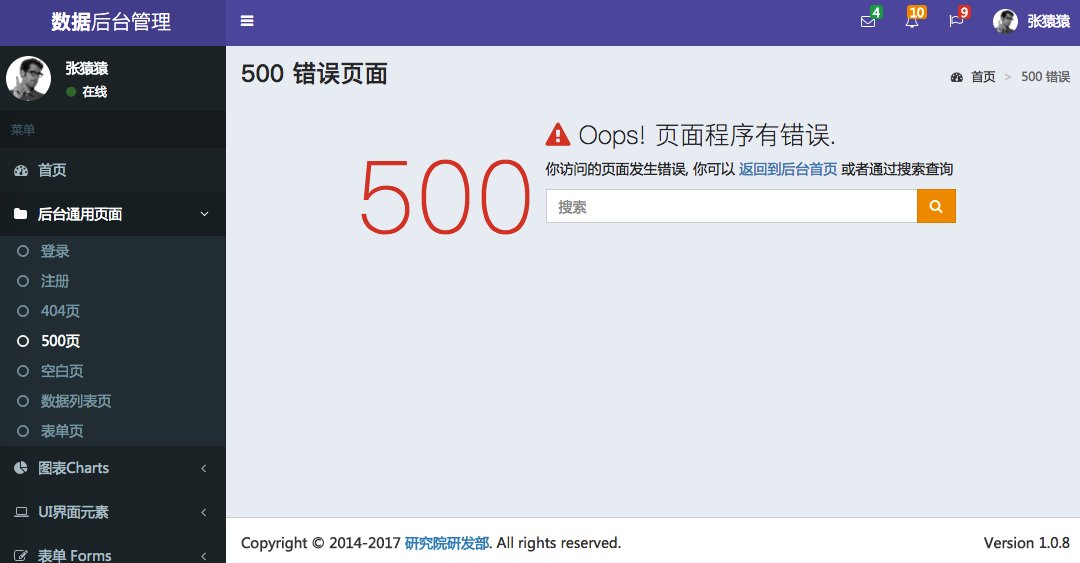 数据后台管理
4
10
9
张猿猿
张猿猿
在线
菜单
首页
后台通用页面
登录
注册
404页
500页
空白页
数据列表页
表单页
图表Charts
UI界面元素
表单 Forms
500 错误页面
首页 > 500 错误
500
Oops! 页面程序有错误.
你访问的页面发生错误, 你可以 返回到后台首页 或者通过搜索查询
搜索
Copyright © 2014-2017 研究院研发部. All rights reserved.
Version 1.0.8